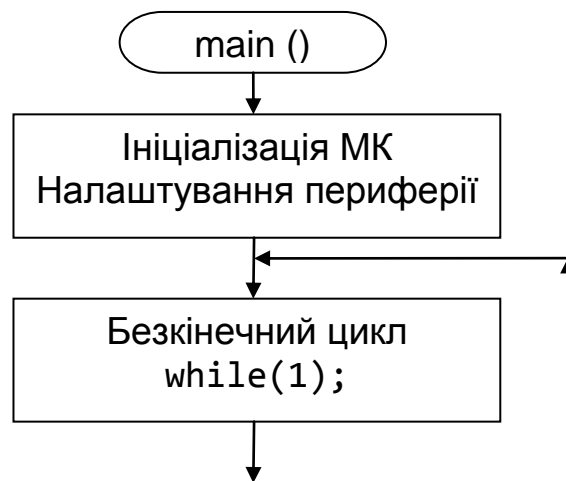 main ()
Ініціалізація МК
Налаштування периферії
Безкінечний цикл
while(1);